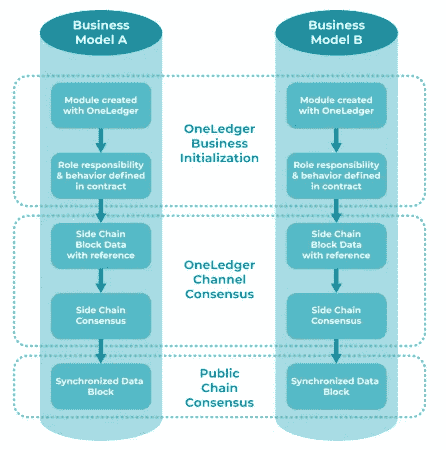 Business
Model A
Business
Model B
Module created
with OneLedger
OneLedger
Business
Initialization
Module created
with OneLedger
Role responsibility
& behavior defined
in contract
Role responsibility
& behavior defined
in contract
Side Chain
Block Data
with reference
OneLedger
Channel
Consensus
Side Chain
Block Data
with reference
Side Chain
Consensus
Side Chain
Consensus
Synchronized Data
Block
Public
Chain
Consensus
Synchronized Data
Block